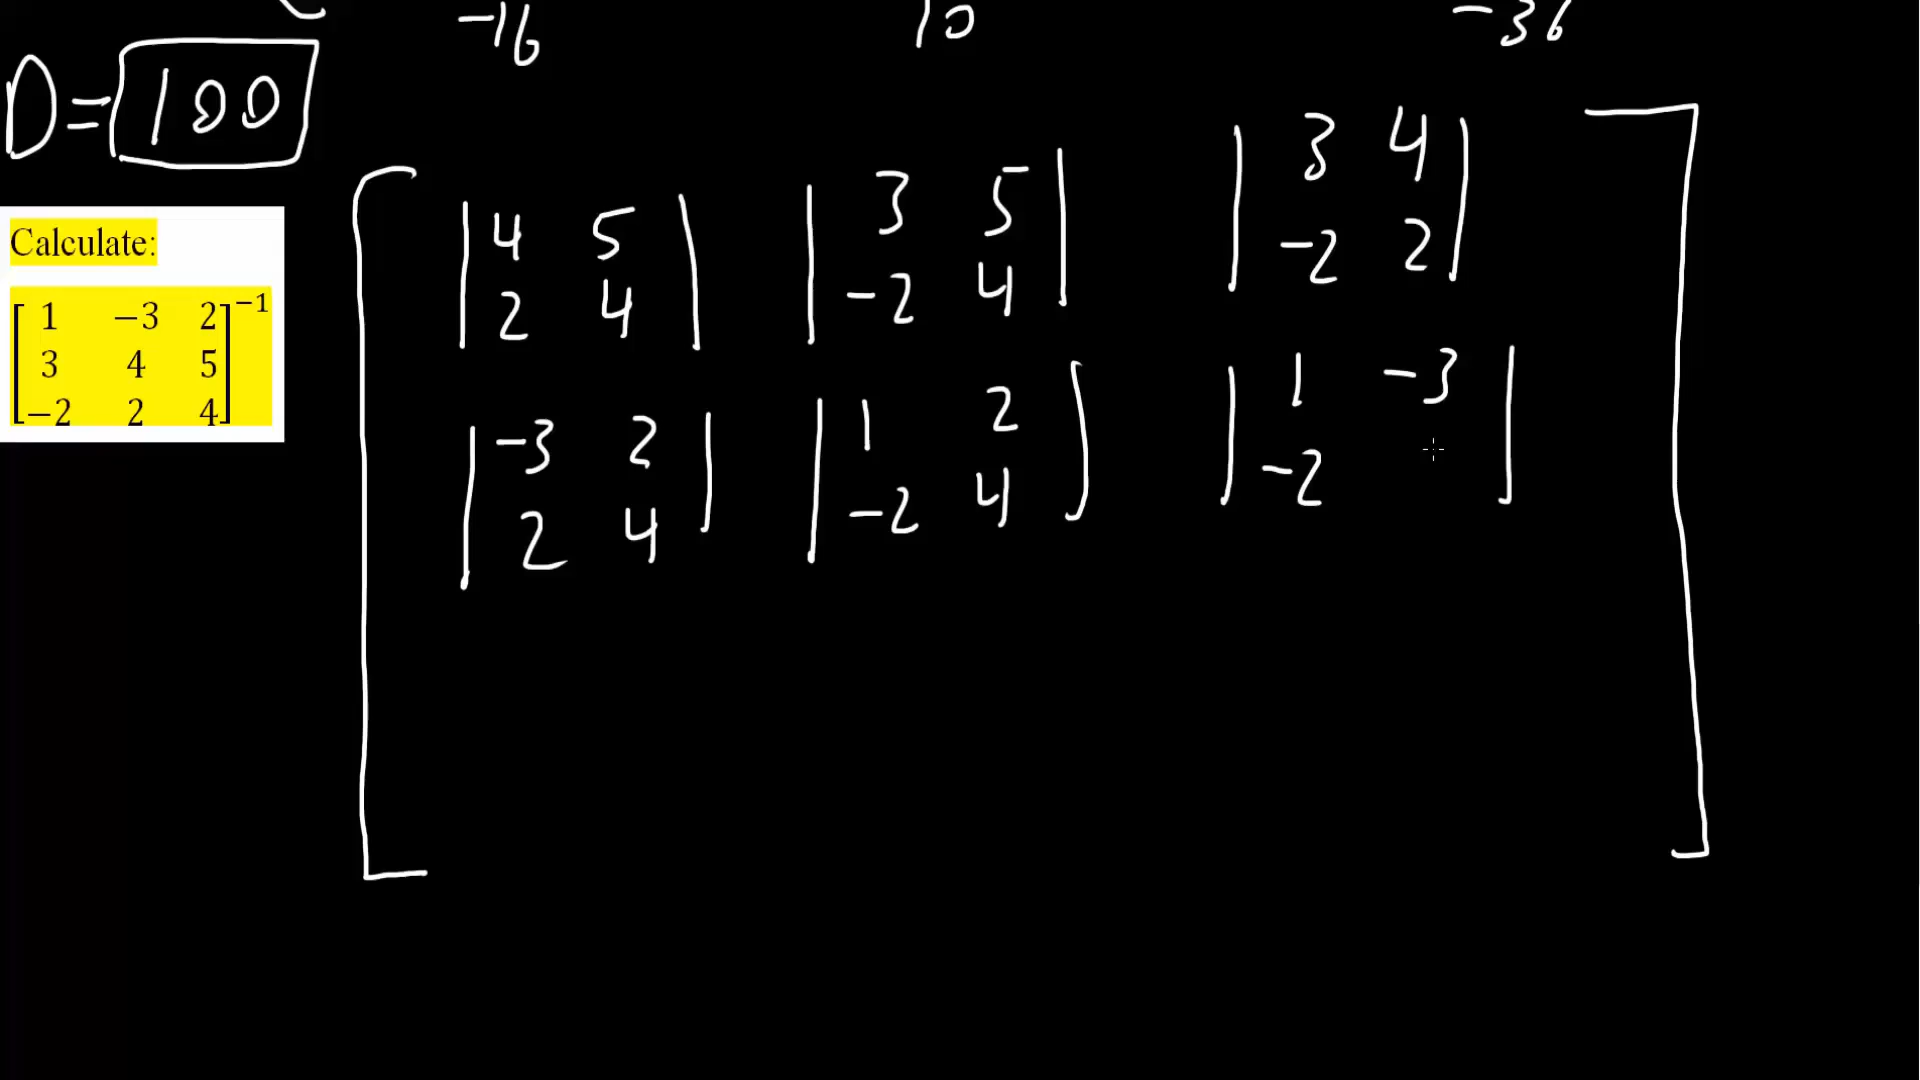 -16 10 -36
D = 100
Calculate:
[1 −3 2
3 4 5
−2 2 4]−1
[ |4 5| |3 5| |3 4| ]
|2 4| |-2 4| |-2 2|
|-3 2| |1 2| |1 -3|
|2 4| |-2 4| |-2 |